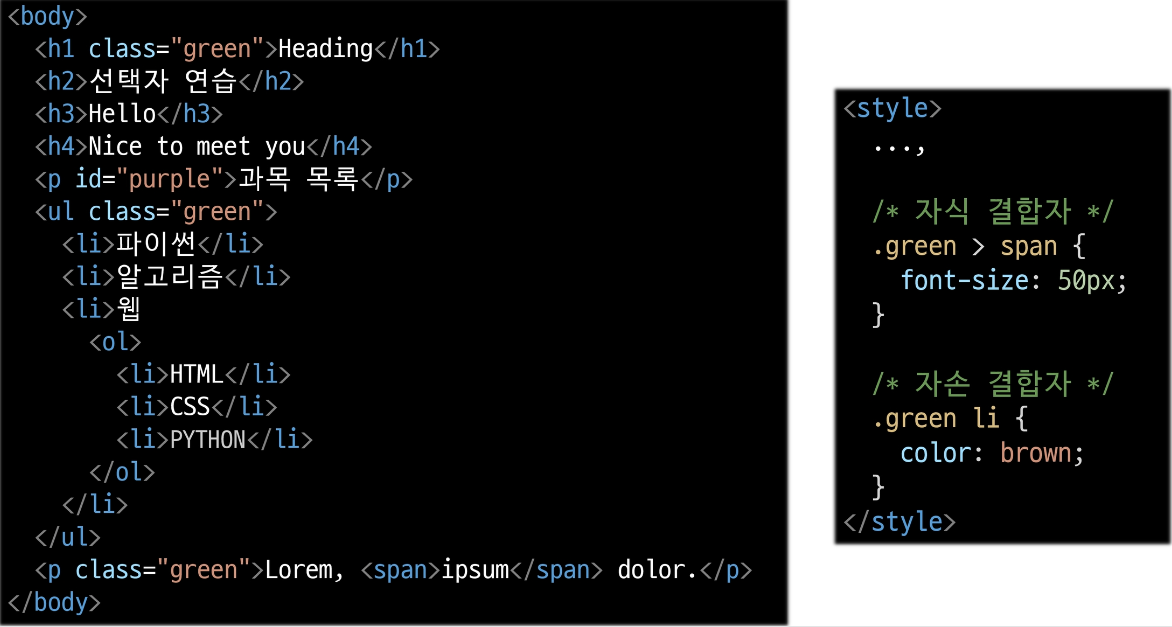 <body>
  <h1 class="green">Heading</h1>
  <h2>선택자 연습</h2>
  <h3>Hello</h3>
  <h4>Nice to meet you</h4>
  <p id="purple">과목 목록</p>
  <ul class="green">
    <li>파이썬</li>
    <li>알고리즘</li>
    <li>웹
      <ol>
        <li>HTML</li>
        <li>CSS</li>
        <li>PYTHON</li>
      </ol>
    </li>
  </ul>
  <p class="green">Lorem, <span>ipsum</span> dolor.</p>
</body>
<style>
  ...,
  /* 자식 결합자 */
  .green > span {
    font-size: 50px;
  }
  /* 자손 결합자 */
  .green li {
    color: brown;
  }
</style>